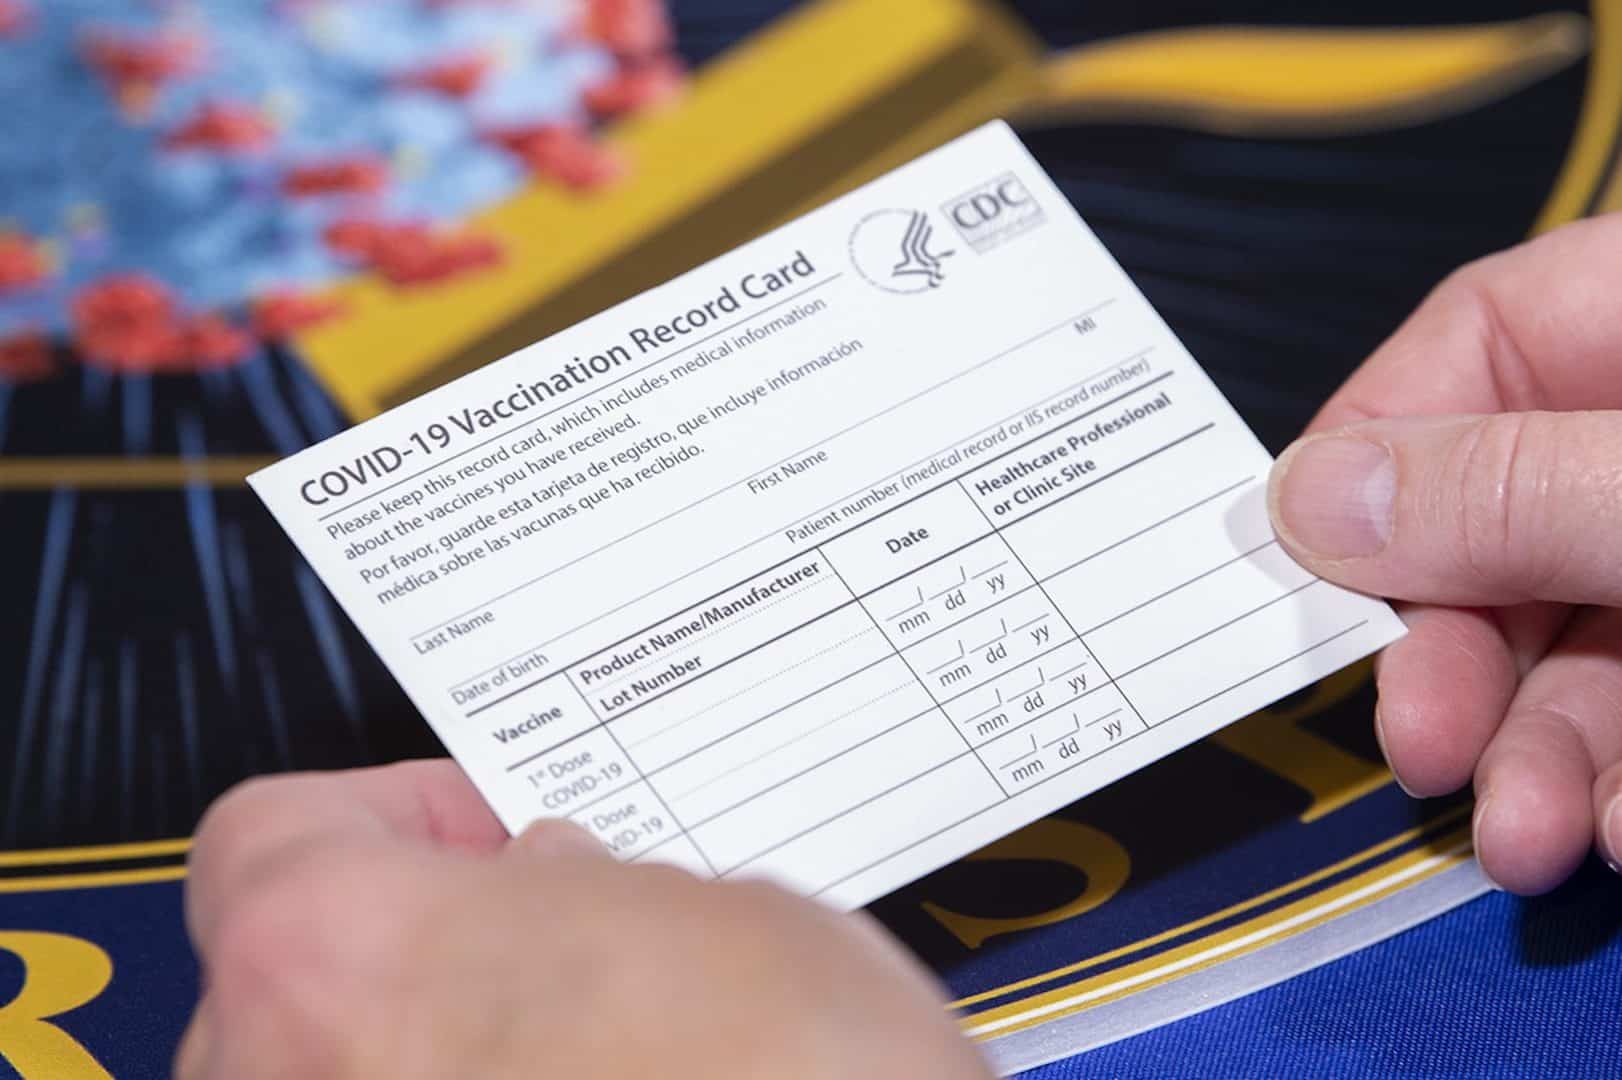 CDC
COVID-19 Vaccination Record Card
Please keep this record card, which includes medical information
about the vaccines you have received.
Por favor, guarde esta tarjeta de registro, que incluye información
médica sobre las vacunas que ha recibido.
Last Name First Name MI
Date of birth Patient number (medical record or IIS record number)
Vaccine Product Name/Manufacturer Date Healthcare Professional
Lot Number or Clinic Site
1st Dose
COVID-19
mm dd yy
Dose
VID-19
mm dd yy
mm dd yy
mm dd yy
R
S